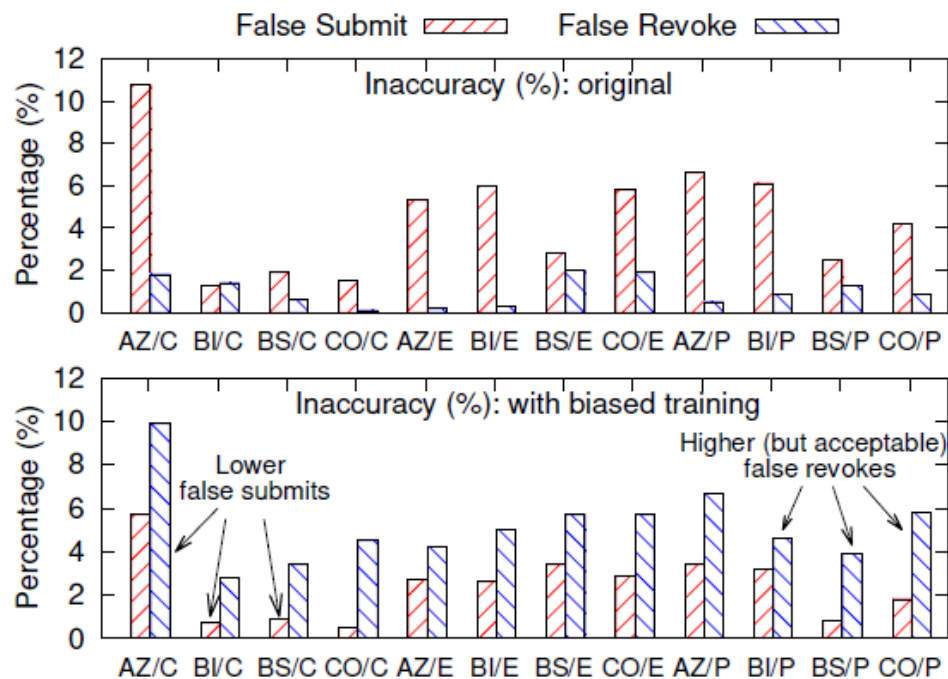 False Submit False Revoke
Inaccuracy (%): original
Percentage (%)
12
10
8
6
4
2
0
AZ/C BI/C BS/C CO/C AZ/E BI/E BS/E CO/E AZ/P BI/P BS/P CO/P
Inaccuracy (%): with biased training
Percentage (%)
12
10
8
6
4
2
0
Lower
false submits
Higher (but acceptable)
false revokes
AZ/C BI/C BS/C CO/C AZ/E BI/E BS/E CO/E AZ/P BI/P BS/P CO/P